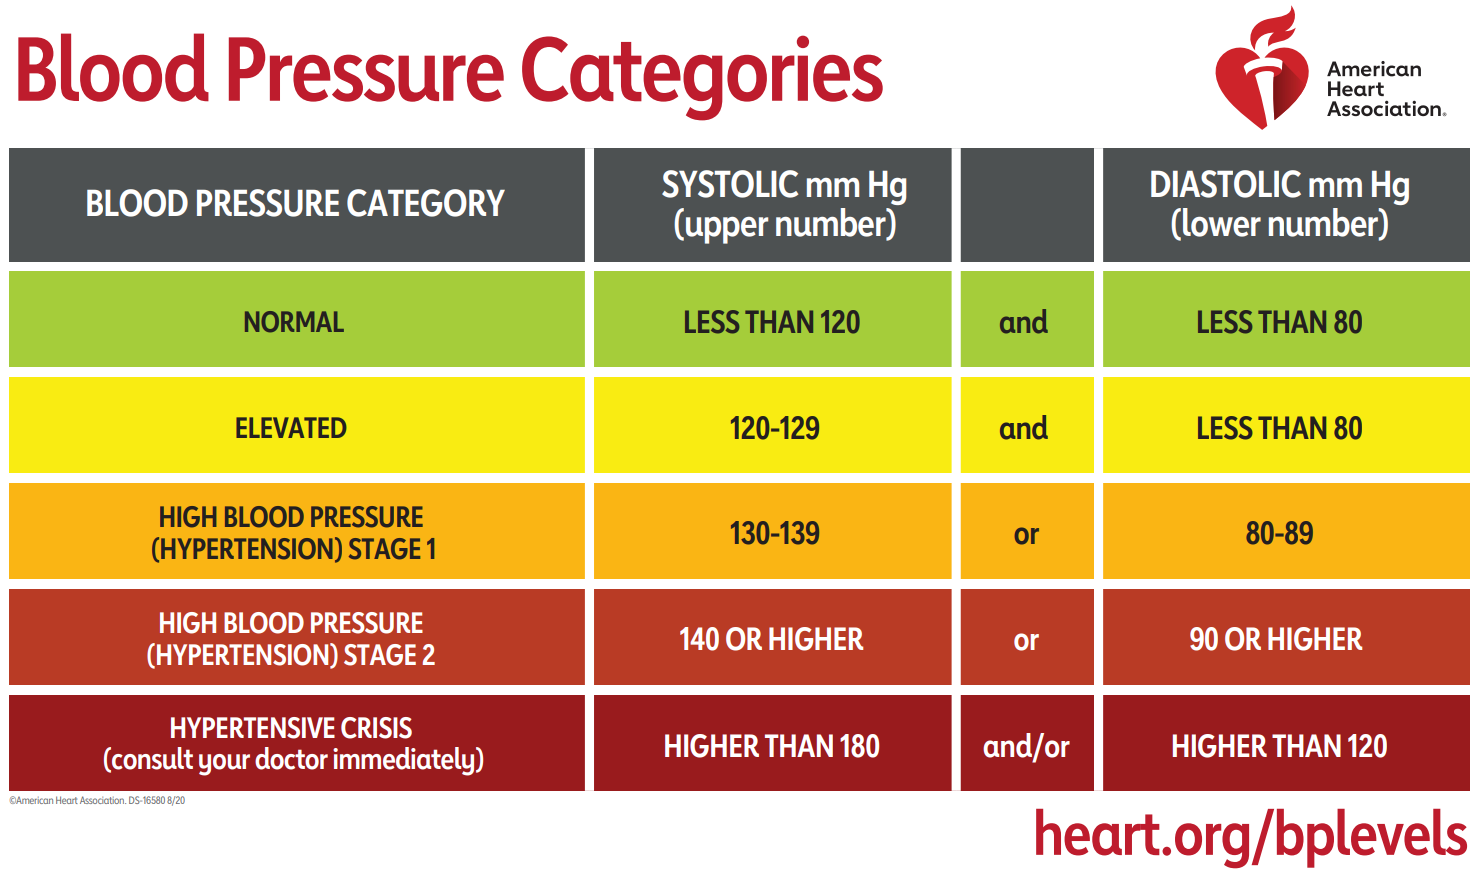 Blood Pressure Categories
American
Heart
Association®
BLOOD PRESSURE CATEGORY
SYSTOLIC mm Hg
(upper number)
DIASTOLIC mm Hg
(lower number)
NORMAL
LESS THAN 120
and
LESS THAN 80
ELEVATED
120-129
and
LESS THAN 80
HIGH BLOOD PRESSURE
(HYPERTENSION) STAGE 1
130-139
or
80-89
HIGH BLOOD PRESSURE
(HYPERTENSION) STAGE 2
140 OR HIGHER
or
90 OR HIGHER
HYPERTENSIVE CRISIS
(consult your doctor immediately)
HIGHER THAN 180
and/or
HIGHER THAN 120
©American Heart Association. DS-16580 8/20
heart.org/bplevels